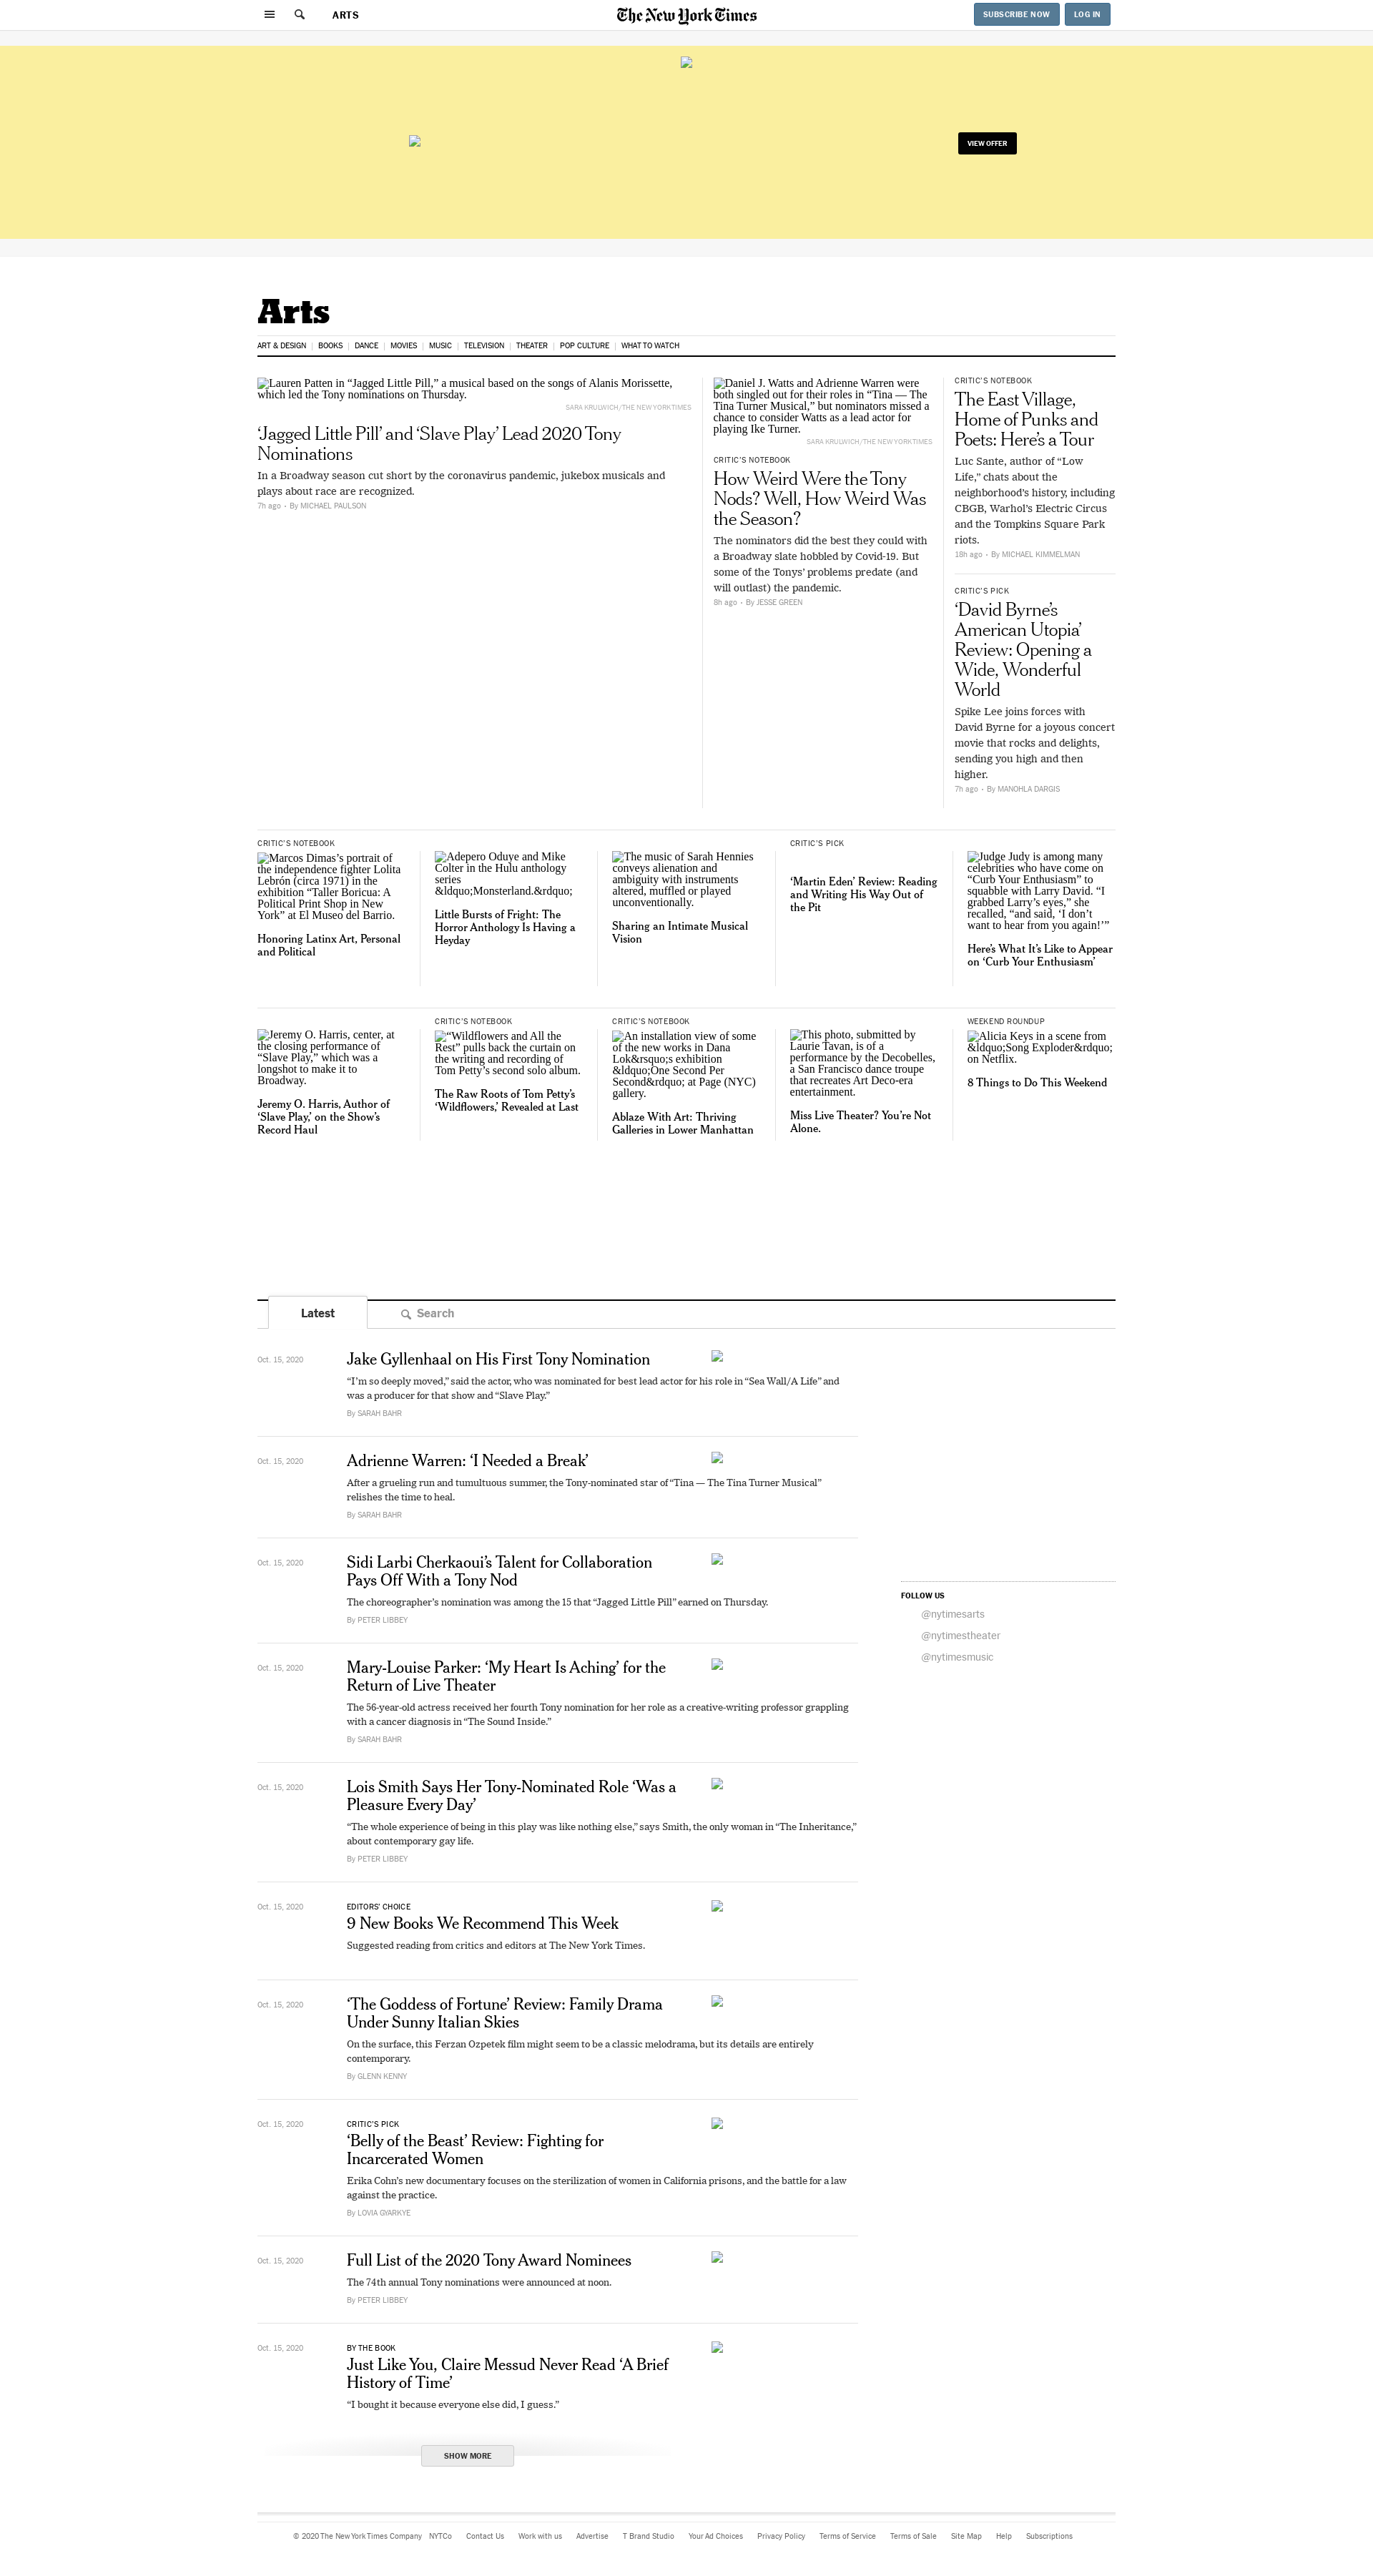 ARTS
The New York Times
SUBSCRIBE NOW
LOG IN
VIEW OFFER
Arts
ART & DESIGN
BOOKS
DANCE
MOVIES
MUSIC
TELEVISION
THEATER
POP CULTURE
WHAT TO WATCH
Lauren Patten in “Jagged Little Pill,” a musical based on the songs of Alanis Morissette,
which led the Tony nominations on Thursday.
SARA KRULWICH/THE NEW YORK TIMES
‘Jagged Little Pill’ and ‘Slave Play’ Lead 2020 Tony
Nominations
In a Broadway season cut short by the coronavirus pandemic, jukebox musicals and
plays about race are recognized.
7h ago • By MICHAEL PAULSON
Daniel J. Watts and Adrienne Warren were
both singled out for their roles in “Tina — The
Tina Turner Musical,” but nominators missed a
chance to consider Watts as a lead actor for
playing Ike Turner.
SARA KRULWICH/THE NEW YORK TIMES
CRITIC’S NOTEBOOK
How Weird Were the Tony
Nods? Well, How Weird Was
the Season?
The nominators did the best they could with
a Broadway slate hobbled by Covid-19. But
some of the Tonys’ problems predate (and
will outlast) the pandemic.
8h ago • By JESSE GREEN
CRITIC’S NOTEBOOK
The East Village,
Home of Punks and
Poets: Here’s a Tour
Luc Sante, author of “Low
Life,” chats about the
neighborhood’s history, including
CBGB, Warhol’s Electric Circus
and the Tompkins Square Park
riots.
18h ago • By MICHAEL KIMMELMAN
CRITIC’S PICK
‘David Byrne’s
American Utopia’
Review: Opening a
Wide, Wonderful
World
Spike Lee joins forces with
David Byrne for a joyous concert
movie that rocks and delights,
sending you high and then
higher.
7h ago • By MANOHLA DARGIS
CRITIC’S NOTEBOOK
Marcos Dimas’s portrait of
the independence fighter Lolita
Lebrón (circa 1971) in the
exhibition “Taller Boricua: A
Political Print Shop in New
York” at El Museo del Barrio.
Honoring Latinx Art, Personal
and Political
Adepero Oduye and Mike
Colter in the Hulu anthology
series
&ldquo;Monsterland.&rdquo;
Little Bursts of Fright: The
Horror Anthology Is Having a
Heyday
The music of Sarah Hennies
conveys alienation and
ambiguity with instruments
altered, muffled or played
unconventionally.
Sharing an Intimate Musical
Vision
CRITIC’S PICK
‘Martin Eden’ Review: Reading
and Writing His Way Out of
the Pit
Judge Judy is among many
celebrities who have come on
“Curb Your Enthusiasm” to
squabble with Larry David. “I
grabbed Larry’s eyes,” she
recalled, “and said, ‘I don’t
want to hear from you again!’”
Here’s What It’s Like to Appear
on ‘Curb Your Enthusiasm’
Jeremy O. Harris, center, at
the closing performance of
“Slave Play,” which was a
longshot to make it to
Broadway.
Jeremy O. Harris, Author of
‘Slave Play,’ on the Show’s
Record Haul
CRITIC’S NOTEBOOK
“Wildflowers and All the
Rest” pulls back the curtain on
the writing and recording of
Tom Petty’s second solo album.
The Raw Roots of Tom Petty’s
‘Wildflowers,’ Revealed at Last
CRITIC’S NOTEBOOK
An installation view of some
of the new works in Dana
Lok&rsquo;s exhibition
&ldquo;One Second Per
Second&rdquo; at Page (NYC)
gallery.
Ablaze With Art: Thriving
Galleries in Lower Manhattan
This photo, submitted by
Laurie Tavan, is of a
performance by the Decobelles,
a San Francisco dance troupe
that recreates Art Deco-era
entertainment.
Miss Live Theater? You’re Not
Alone.
WEEKEND ROUNDUP
Alicia Keys in a scene from
&ldquo;Song Exploder&rdquo;
on Netflix.
8 Things to Do This Weekend
Latest
Search
Oct. 15, 2020
Jake Gyllenhaal on His First Tony Nomination
“I’m so deeply moved,” said the actor, who was nominated for best lead actor for his role in “Sea Wall/A Life” and
was a producer for that show and “Slave Play.”
By SARAH BAHR
Oct. 15, 2020
Adrienne Warren: ‘I Needed a Break’
After a grueling run and tumultuous summer, the Tony-nominated star of “Tina — The Tina Turner Musical”
relishes the time to heal.
By SARAH BAHR
Oct. 15, 2020
Sidi Larbi Cherkaoui’s Talent for Collaboration
Pays Off With a Tony Nod
The choreographer’s nomination was among the 15 that “Jagged Little Pill” earned on Thursday.
By PETER LIBBEY
Oct. 15, 2020
Mary-Louise Parker: ‘My Heart Is Aching’ for the
Return of Live Theater
The 56-year-old actress received her fourth Tony nomination for her role as a creative-writing professor grappling
with a cancer diagnosis in “The Sound Inside.”
By SARAH BAHR
Oct. 15, 2020
Lois Smith Says Her Tony-Nominated Role ‘Was a
Pleasure Every Day’
“The whole experience of being in this play was like nothing else,” says Smith, the only woman in “The Inheritance,”
about contemporary gay life.
By PETER LIBBEY
Oct. 15, 2020
EDITORS’ CHOICE
9 New Books We Recommend This Week
Suggested reading from critics and editors at The New York Times.
Oct. 15, 2020
‘The Goddess of Fortune’ Review: Family Drama
Under Sunny Italian Skies
On the surface, this Ferzan Ozpetek film might seem to be a classic melodrama, but its details are entirely
contemporary.
By GLENN KENNY
Oct. 15, 2020
CRITIC’S PICK
‘Belly of the Beast’ Review: Fighting for
Incarcerated Women
Erika Cohn’s new documentary focuses on the sterilization of women in California prisons, and the battle for a law
against the practice.
By LOVIA GYARKYE
Oct. 15, 2020
Full List of the 2020 Tony Award Nominees
The 74th annual Tony nominations were announced at noon.
By PETER LIBBEY
Oct. 15, 2020
BY THE BOOK
Just Like You, Claire Messud Never Read ‘A Brief
History of Time’
“I bought it because everyone else did, I guess.”
SHOW MORE
FOLLOW US
@nytimesarts
@nytimestheater
@nytimesmusic
© 2020 The New York Times Company
NYTCo
Contact Us
Work with us
Advertise
T Brand Studio
Your Ad Choices
Privacy Policy
Terms of Service
Terms of Sale
Site Map
Help
Subscriptions